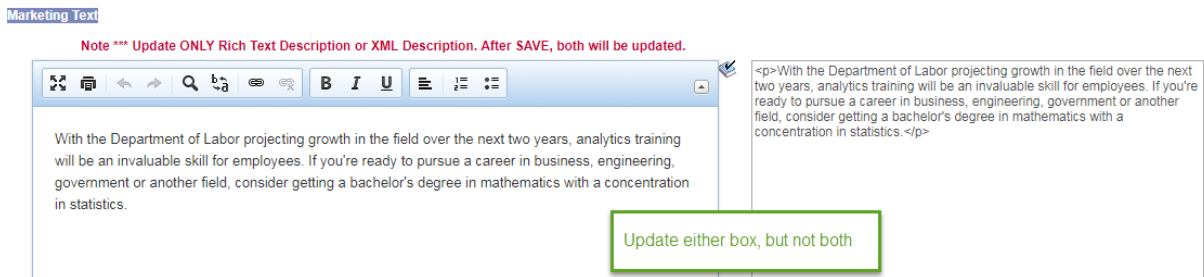 Marketing Text
Note *** Update ONLY Rich Text Description or XML Description. After SAVE, both will be updated.
B I U
With the Department of Labor projecting growth in the field over the next two years, analytics training
will be an invaluable skill for employees. If you're ready to pursue a career in business, engineering,
government or another field, consider getting a bachelor's degree in mathematics with a concentration
in statistics.
<p>With the Department of Labor projecting growth in the field over the next
two years, analytics training will be an invaluable skill for employees. If you're
ready to pursue a career in business, engineering, government or another
field, consider getting a bachelor's degree in mathematics with a
concentration in statistics.</p>
Update either box, but not both